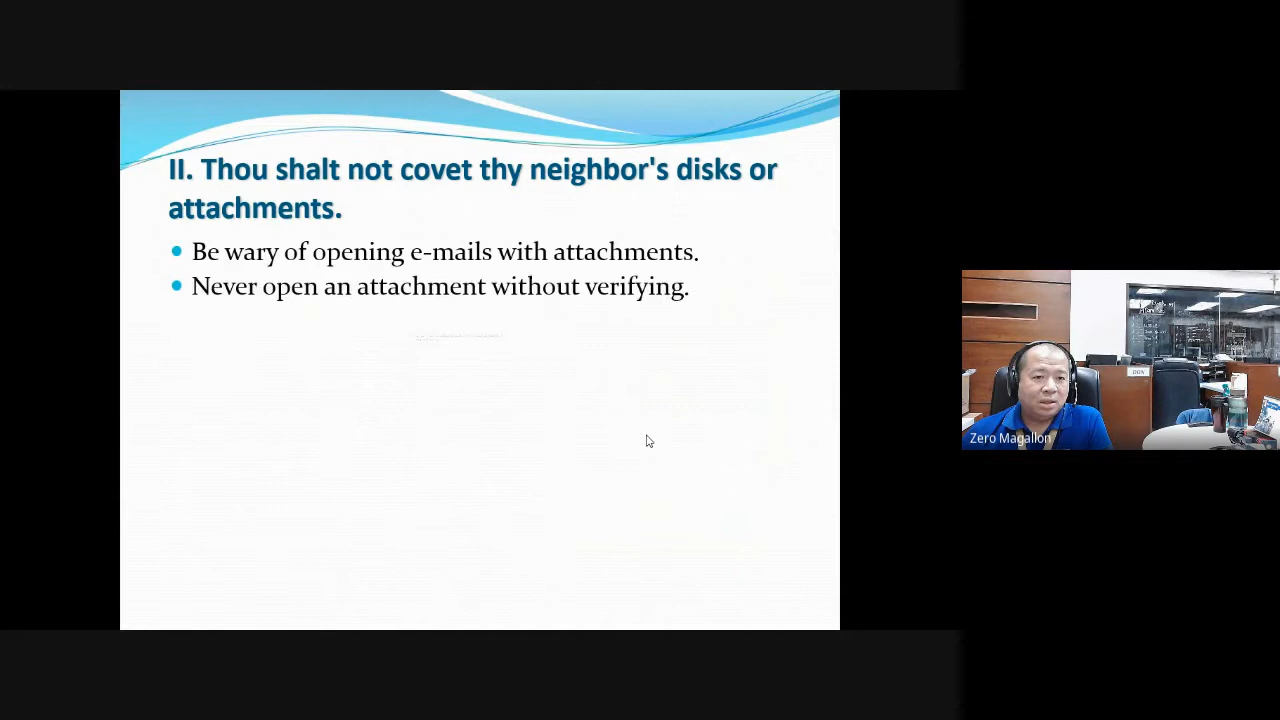 II. Thou shalt not covet thy neighbor's disks or
attachments.
Be wary of opening e-mails with attachments.
Never open an attachment without verifying.
Zero Magallon